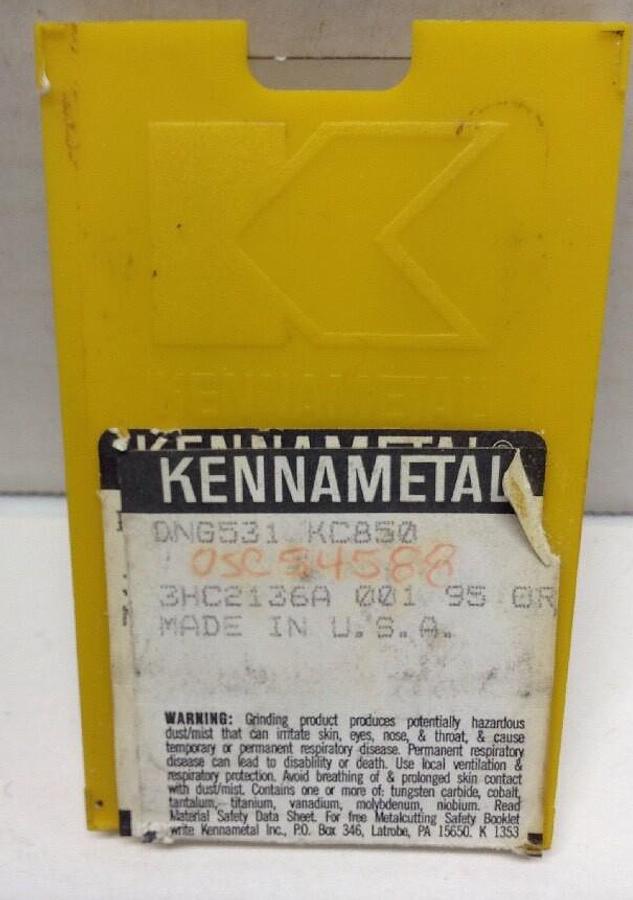 KENNAMETAL
KENNAMETAL
KENNAMETAL
DNG531 KC850
OSC54588
3HC2136A 001 95 OR
MADE IN U.S.A.
WARNING: Grinding product produces potentially hazardous
dust/mist that can irritate skin, eyes, nose, & throat, & cause
temporary or permanent respiratory disease. Permanent respiratory
disease can lead to disability or death. Use local ventilation &
respiratory protection. Avoid breathing of & prolonged skin contact
with dust/mist. Contains one or more of: tungsten carbide, cobalt,
tantalum, titanium, vanadium, molybdenum, niobium. Read
Material Safety Data Sheet. For free Metalcutting Safety Booklet
write Kennametal Inc., P.O. Box 346, Latrobe, PA 15650. K 1353